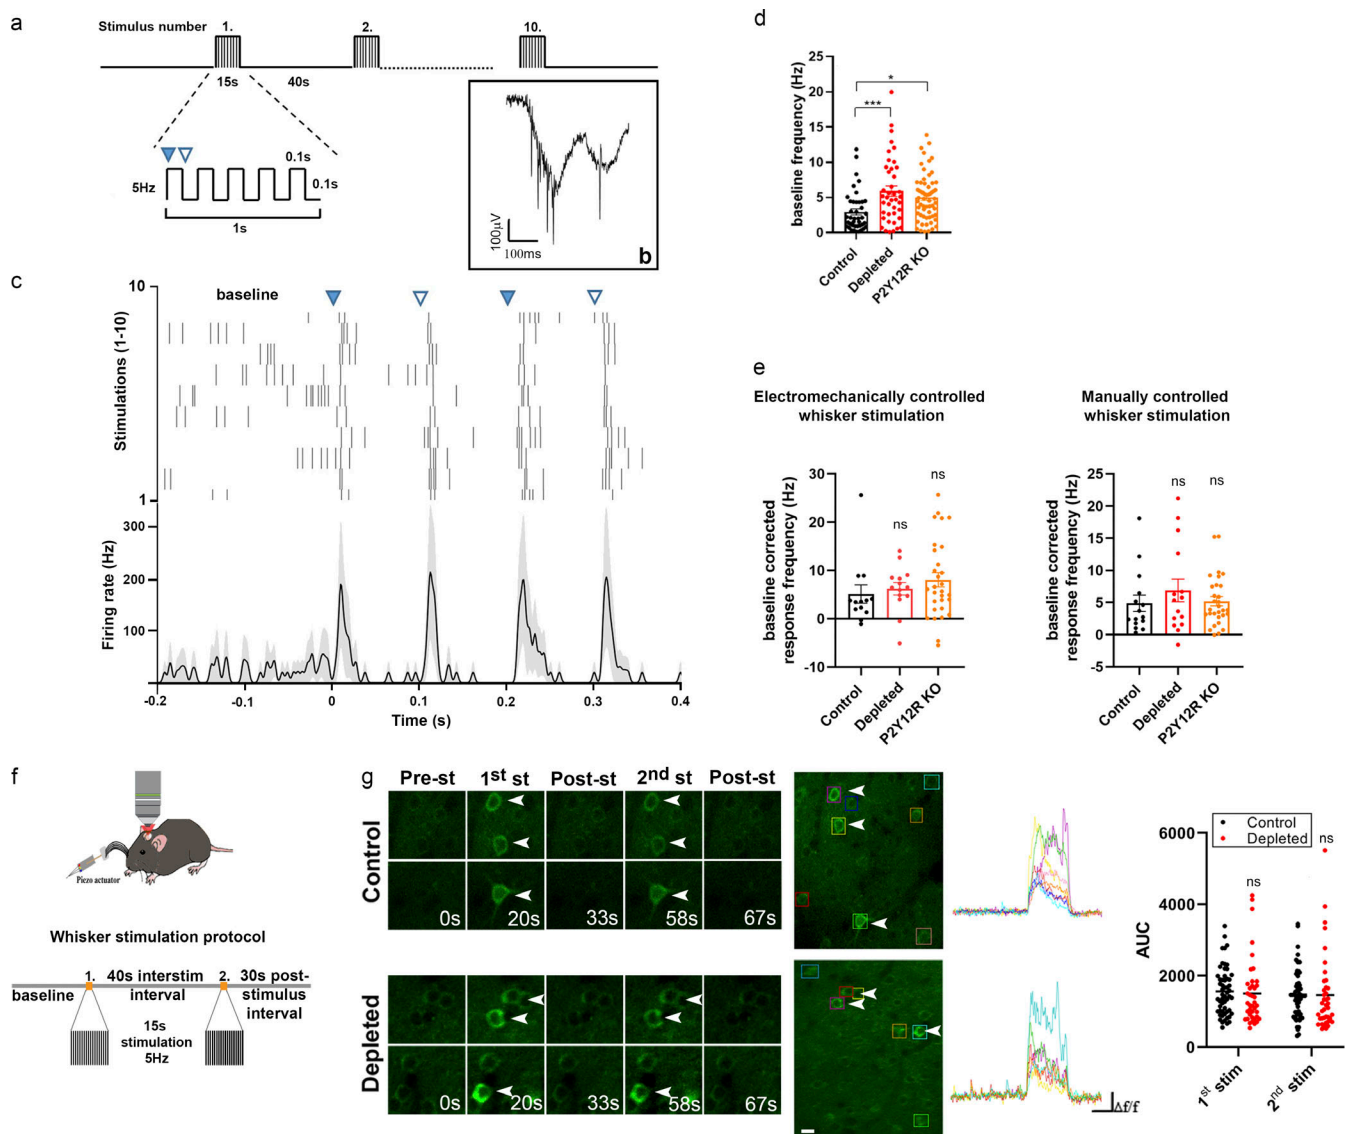 a
Stimulus number
1.
2.
10.
15s
40s
0.1s
5Hz
0.1s
1s
100µV
100ms
b
c
10
baseline
Stimulations (1-10)
1
300
200
100
Firing rate (Hz)
-0.2
-0.1
0
0.1
0.2
0.3
0.4
Time (s)
d
25
20
15
10
5
0
baseline frequency (Hz)
*
***
Control
Depleted
P2Y12R KO
e
Electromechanically controlled
whisker stimulation
30
20
10
0
-10
baseline corrected
response frequency (Hz)
ns
ns
Control
Depleted
P2Y12R KO
Manually controlled
whisker stimulation
25
20
15
10
5
0
-5
baseline corrected
response frequency (Hz)
ns
ns
Control
Depleted
P2Y12R KO
f
Piezo actuator
Whisker stimulation protocol
1.
40s interstim
interval
2.
30s post-
stimulus
interval
baseline
15s
stimulation
5Hz
g
Pre-st
1st st
Post-st
2nd st
Post-st
Control
0s
20s
33s
58s
67s
Depleted
0s
20s
33s
58s
67s
Δf/f
6000
4000
2000
0
AUC
Control
Depleted
ns
ns
1st stim
2nd stim